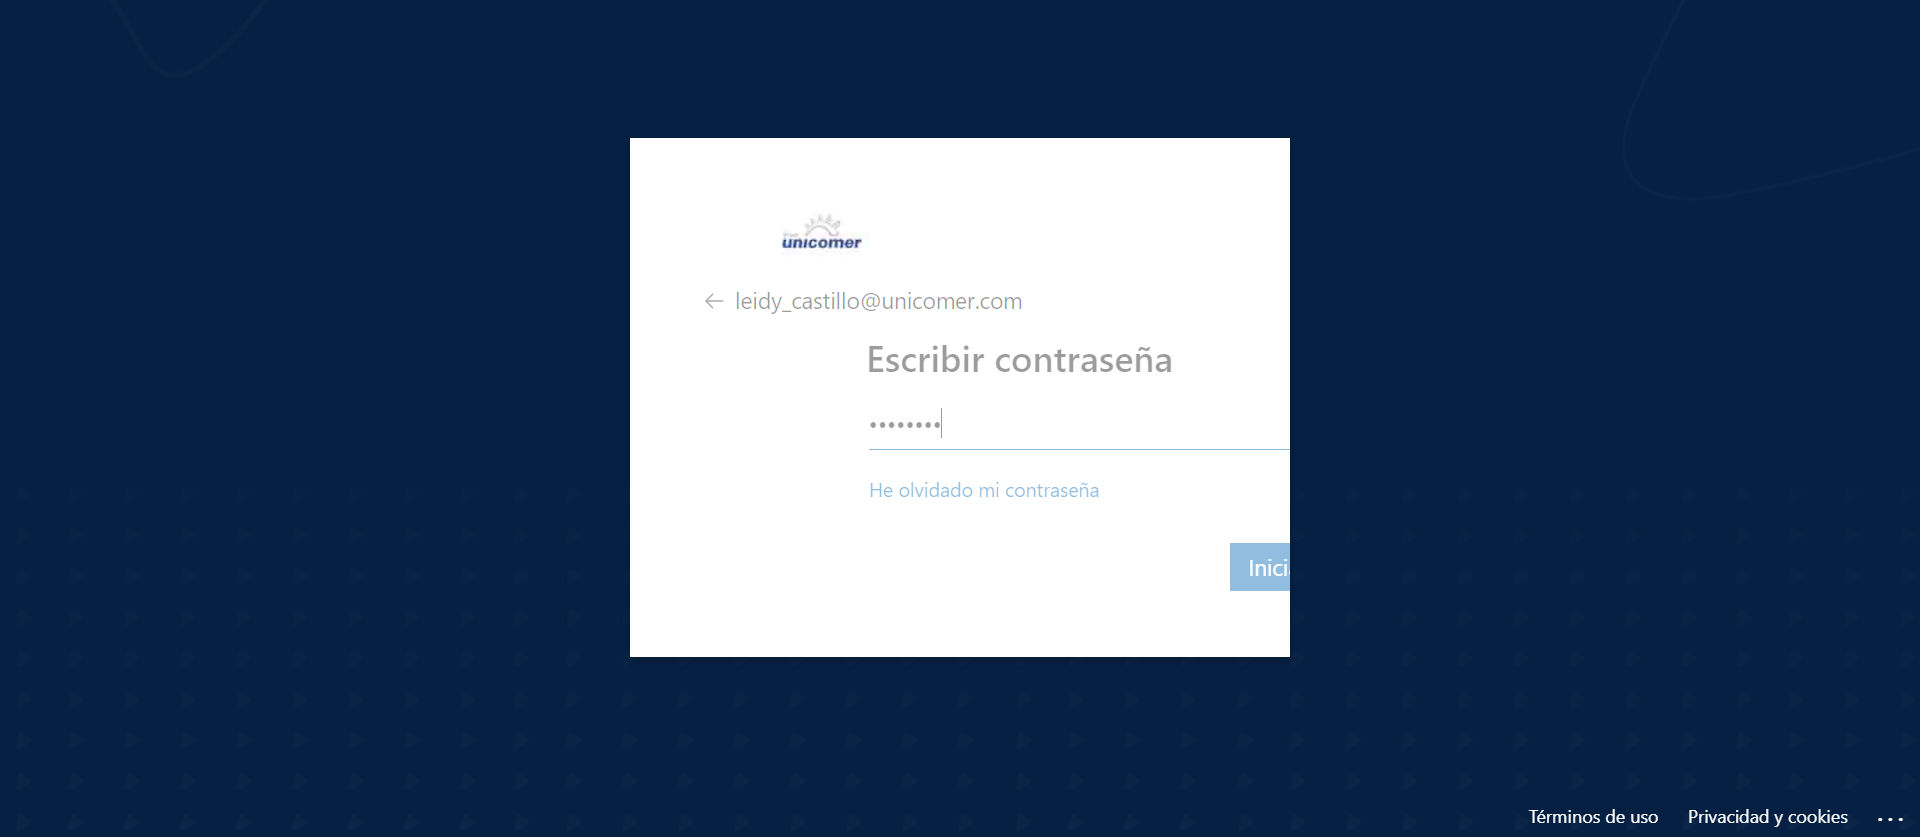 unicomer
leidy_castillo@unicomer.com
Escribir contraseña
••••••••
He olvidado mi contraseña
Inici
Términos de uso Privacidad y cookies ...